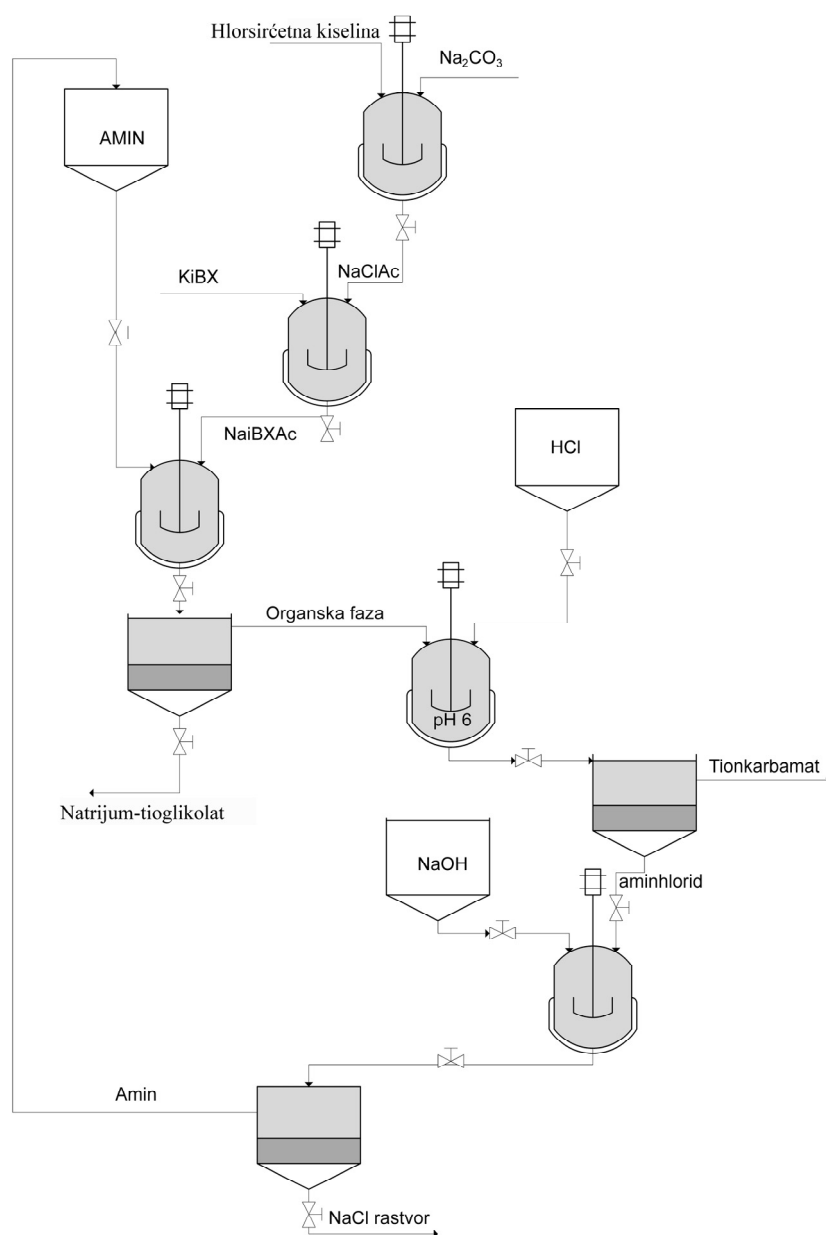 Hlorsirćetna kiselina
Na₂CO₃
AMIN
NaClAc
KiBX
NaiBXAc
HCl
Organska faza
pH 6
Tionkarbamat
Natrijum-tioglikolat
NaOH
aminhlorid
Amin
NaCl rastvor